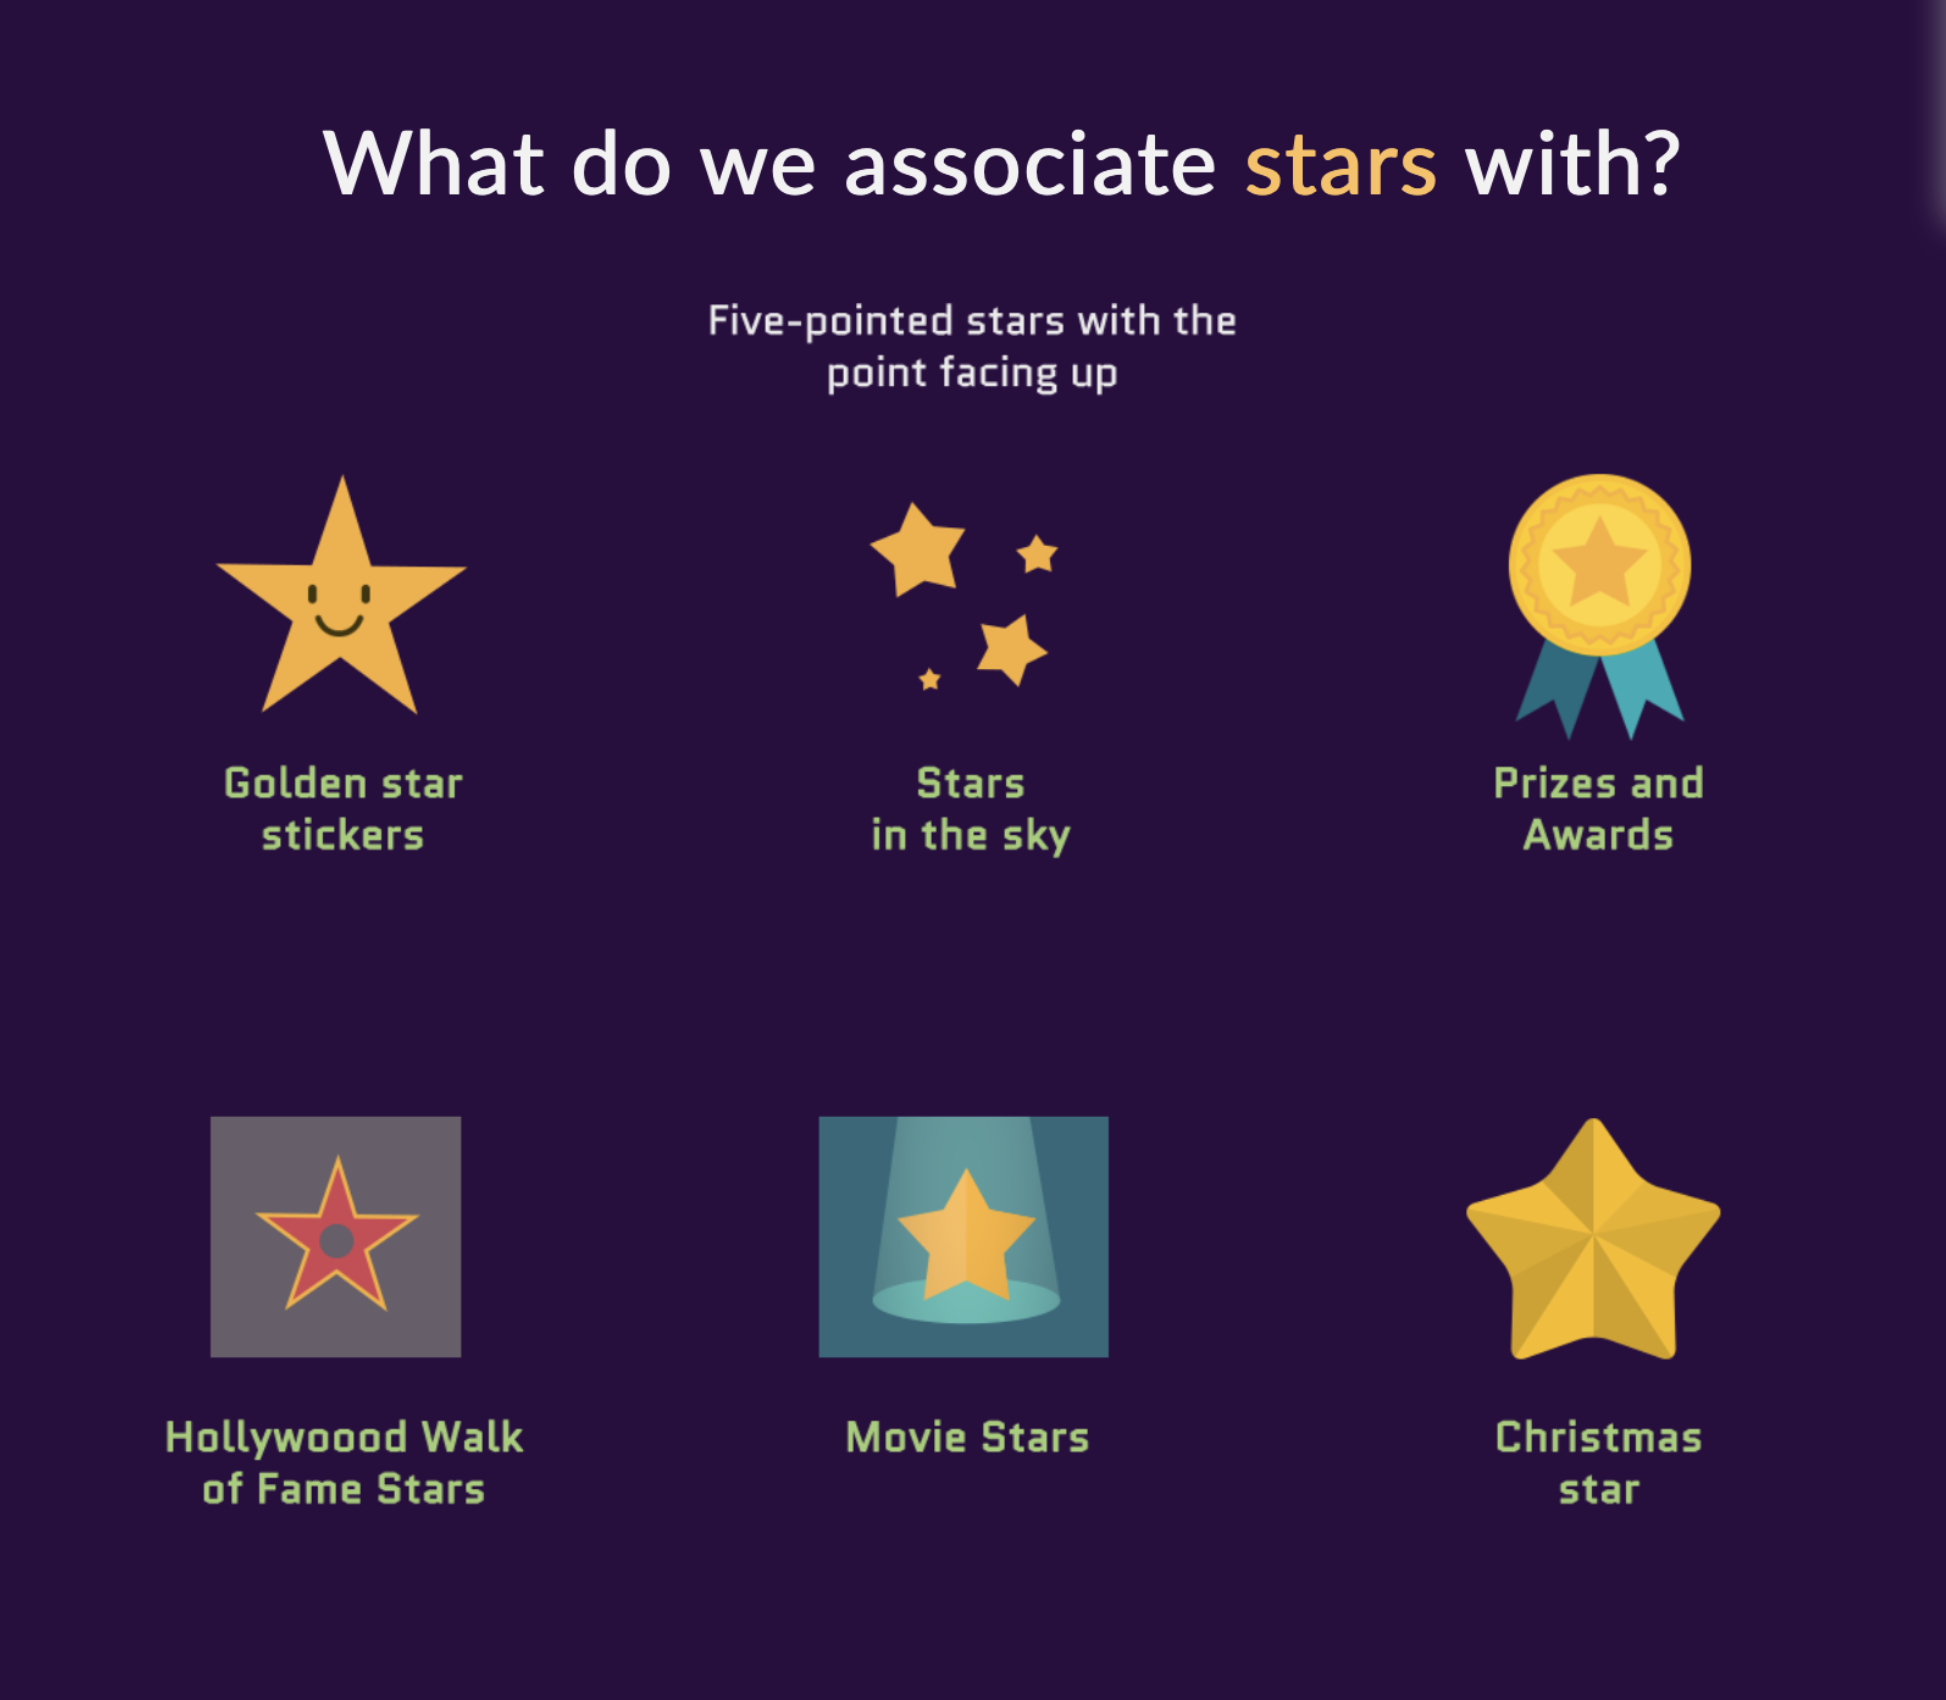 What do we associate stars with?
Five-pointed stars with the
point facing up
Golden star
stickers
Stars
in the sky
Prizes and
Awards
Hollywoood Walk
of Fame Stars
Movie Stars
Christmas
star